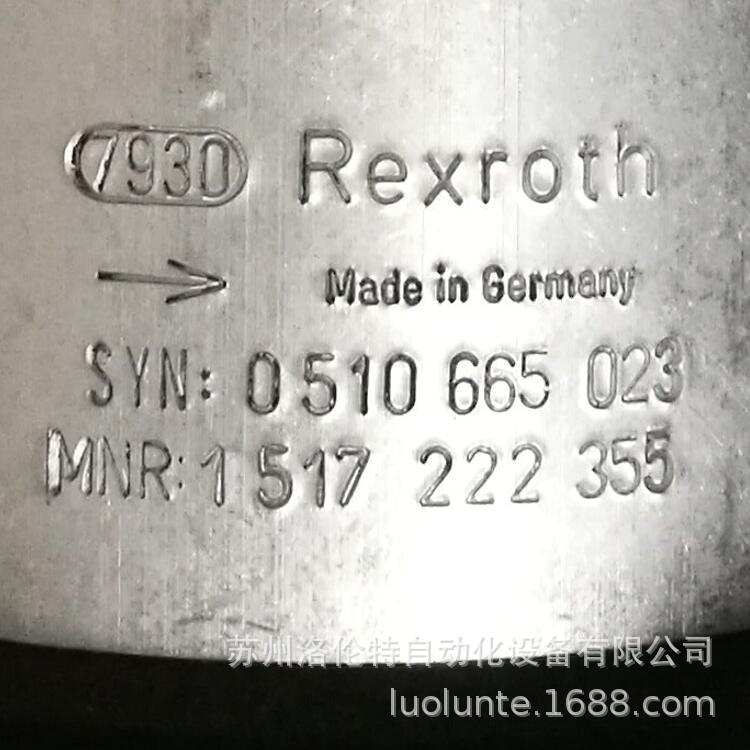 7930 Rexroth
Made in Germany
SYN: 0 510 665 023
MNR: 1 517 222 355
苏州洛伦特自动化设备有限公司
luolunte.1688.com